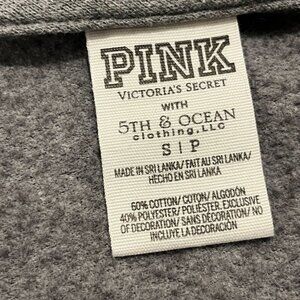 PINK
VICTORIA'S SECRET
WITH
5TH & OCEAN
clothing, LLC
S | P
MADE IN SRI LANKA/ FAIT AU SRI LANKA/
HECHO EN SRI LANKA
60% COTTON/ COTON/ ALGODÓN
40% POLYESTER/ POLIÉSTER. EXCLUSIVE
OF DECORATION/ SANS DÉCORATION/ NO
INCLUYE LA DECORACIÓN